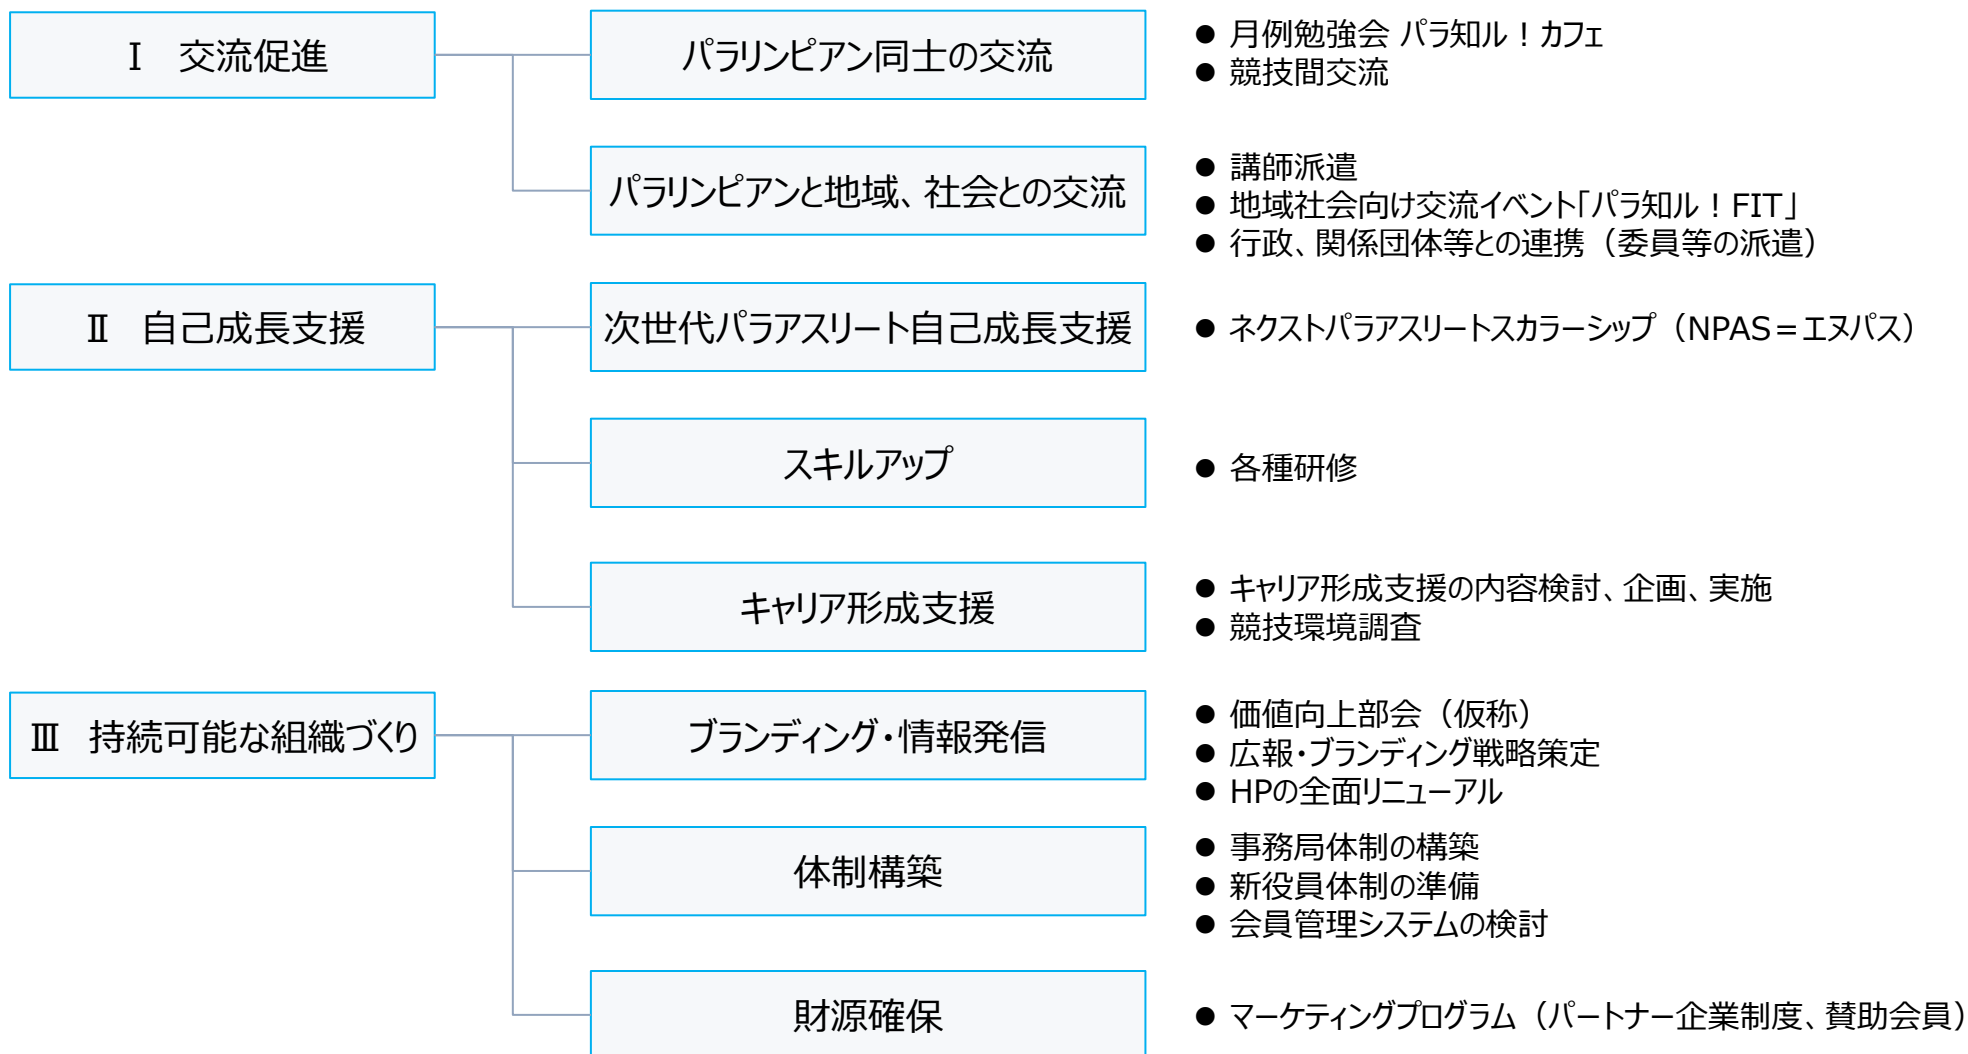 Ⅰ 交流促進
パラリンピアン同士の交流
● 月例勉強会 パラ知ル！カフェ
● 競技間交流
パラリンピアンと地域、社会との交流
● 講師派遣
● 地域社会向け交流イベント「パラ知ル！FIT」
● 行政、関係団体等との連携（委員等の派遣）
Ⅱ 自己成長支援
次世代パラアスリート自己成長支援
● ネクストパラアスリートスカラーシップ（NPAS＝エヌパス）
スキルアップ
● 各種研修
キャリア形成支援
● キャリア形成支援の内容検討、企画、実施
● 競技環境調査
Ⅲ 持続可能な組織づくり
ブランディング・情報発信
● 価値向上部会（仮称）
● 広報・ブランディング戦略策定
● HPの全面リニューアル
体制構築
● 事務局体制の構築
● 新役員体制の準備
● 会員管理システムの検討
財源確保
● マーケティングプログラム（パートナー企業制度、賛助会員）